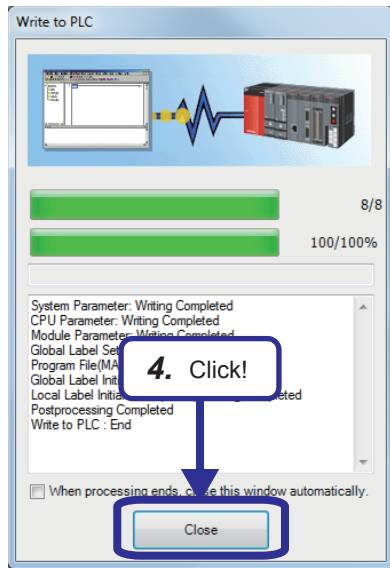 Write to PLC
8/8
100/100%
System Parameter: Writing Completed
CPU Parameter: Writing Completed
Module Parameter: Writing Completed
Global Label Set
Program File(MA
Global Label Initi
Local Label Initia
Postprocessing Completed
Write to PLC : End
4. Click!
When processing ends, this window automatically.
Close